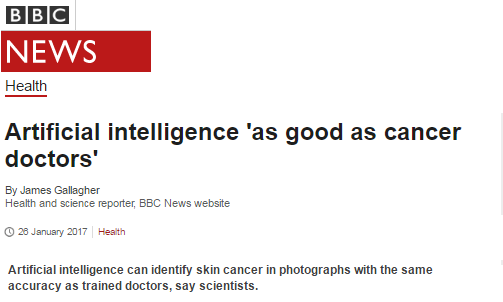 BBC
NEWS
Health
Artificial intelligence 'as good as cancer
doctors'
By James Gallagher
Health and science reporter, BBC News website
26 January 2017 Health
Artificial intelligence can identify skin cancer in photographs with the same
accuracy as trained doctors, say scientists.